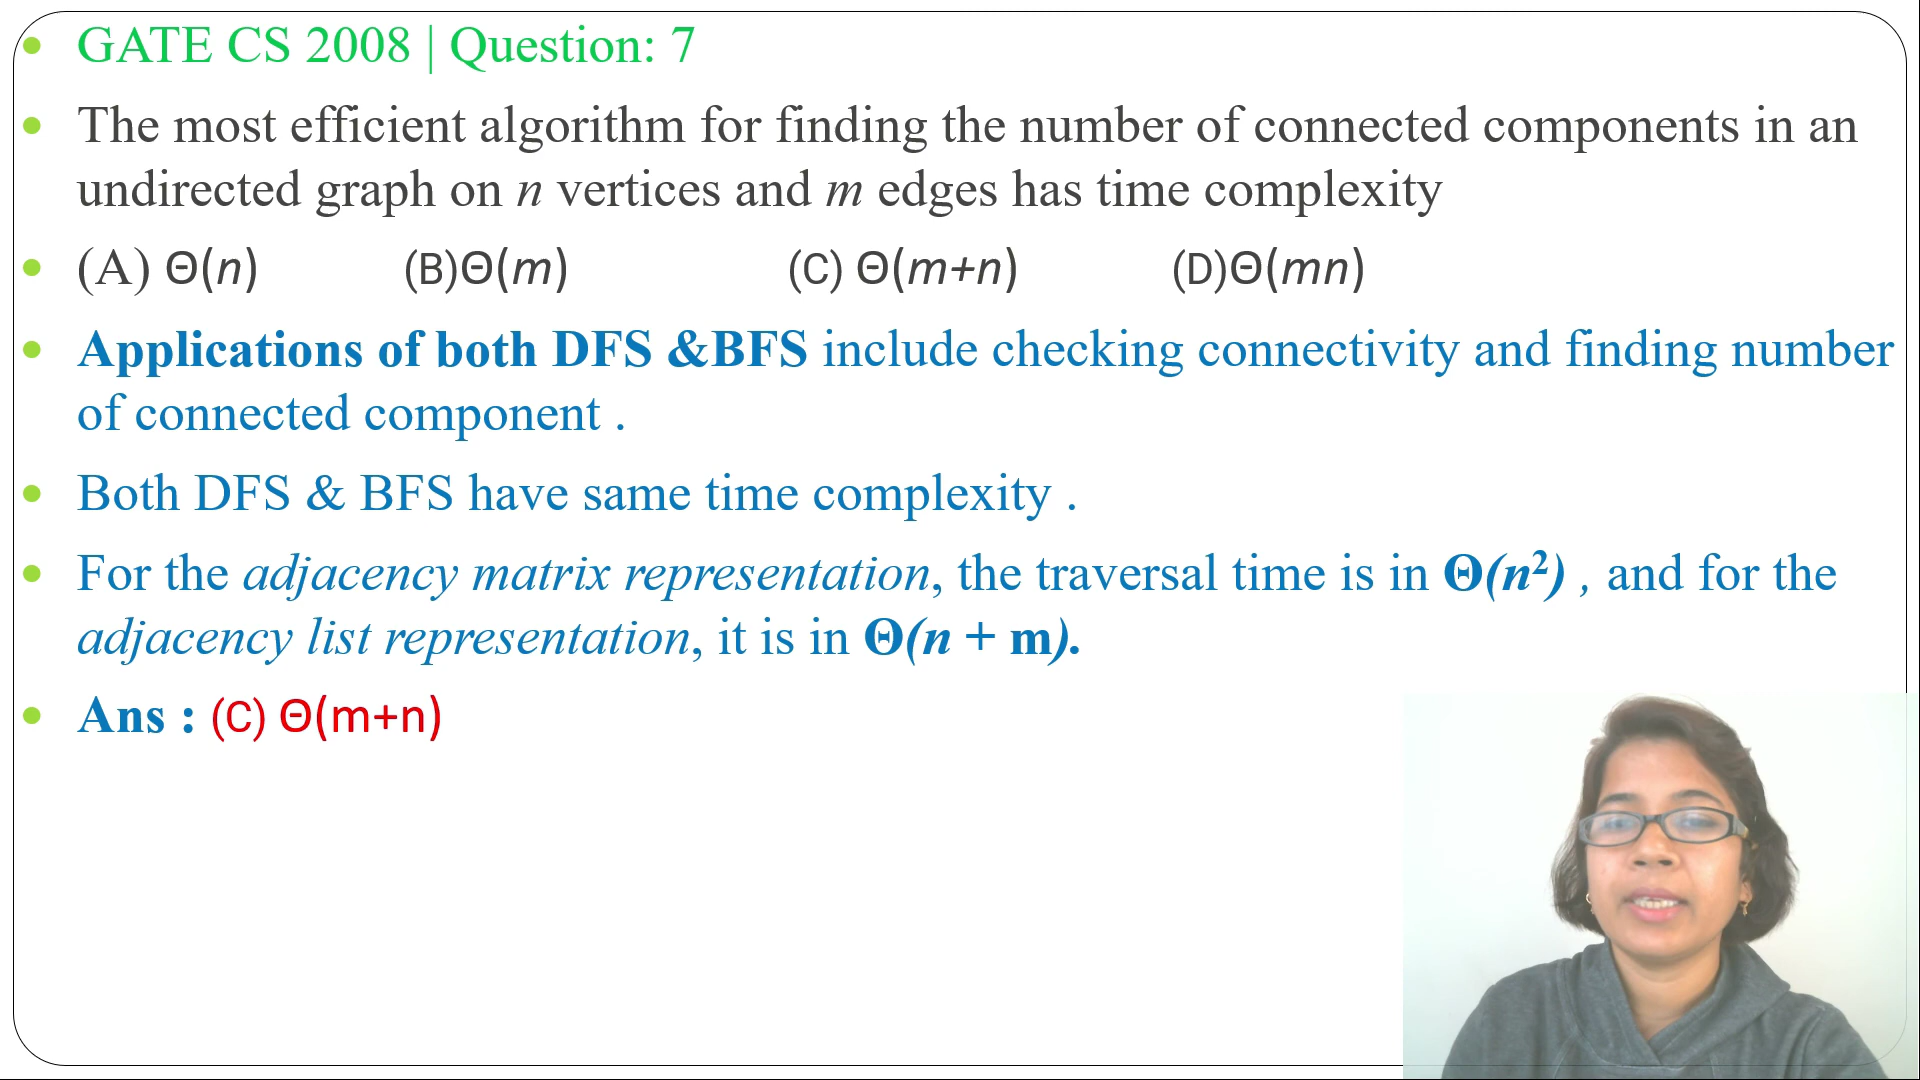 GATE CS 2008 | Question: 7
The most efficient algorithm for finding the number of connected components in an
undirected graph on n vertices and m edges has time complexity
(A) Θ(n) (B)Θ(m) (C) Θ(m+n) (D)Θ(mn)
Applications of both DFS &BFS include checking connectivity and finding number
of connected component .
Both DFS & BFS have same time complexity .
For the adjacency matrix representation, the traversal time is in Θ(n²) , and for the
adjacency list representation, it is in Θ(n + m).
Ans : (C) Θ(m+n)